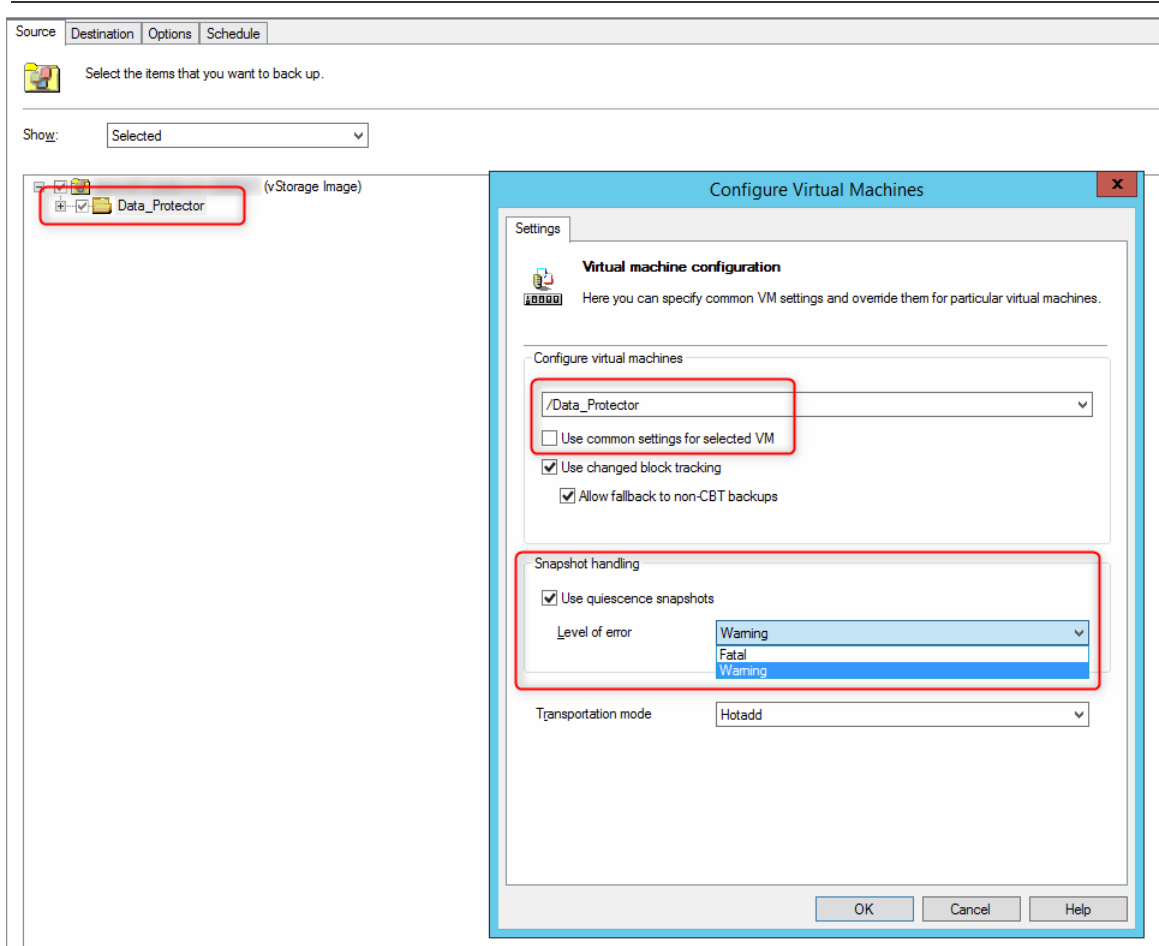 Source Destination Options Schedule
Select the items that you want to back up.
Show: Selected
(vStorage Image)
Data_Protector
Configure Virtual Machines
x
Settings
Virtual machine configuration
Here you can specify common VM settings and override them for particular virtual machines.
Configure virtual machines
/Data_Protector
Use common settings for selected VM
Use changed block tracking
Allow fallback to non-CBT backups
Snapshot handling
Use quiescence snapshots
Level of error Warning
Fatal
Warning
Transportation mode Hotadd
OK Cancel Help